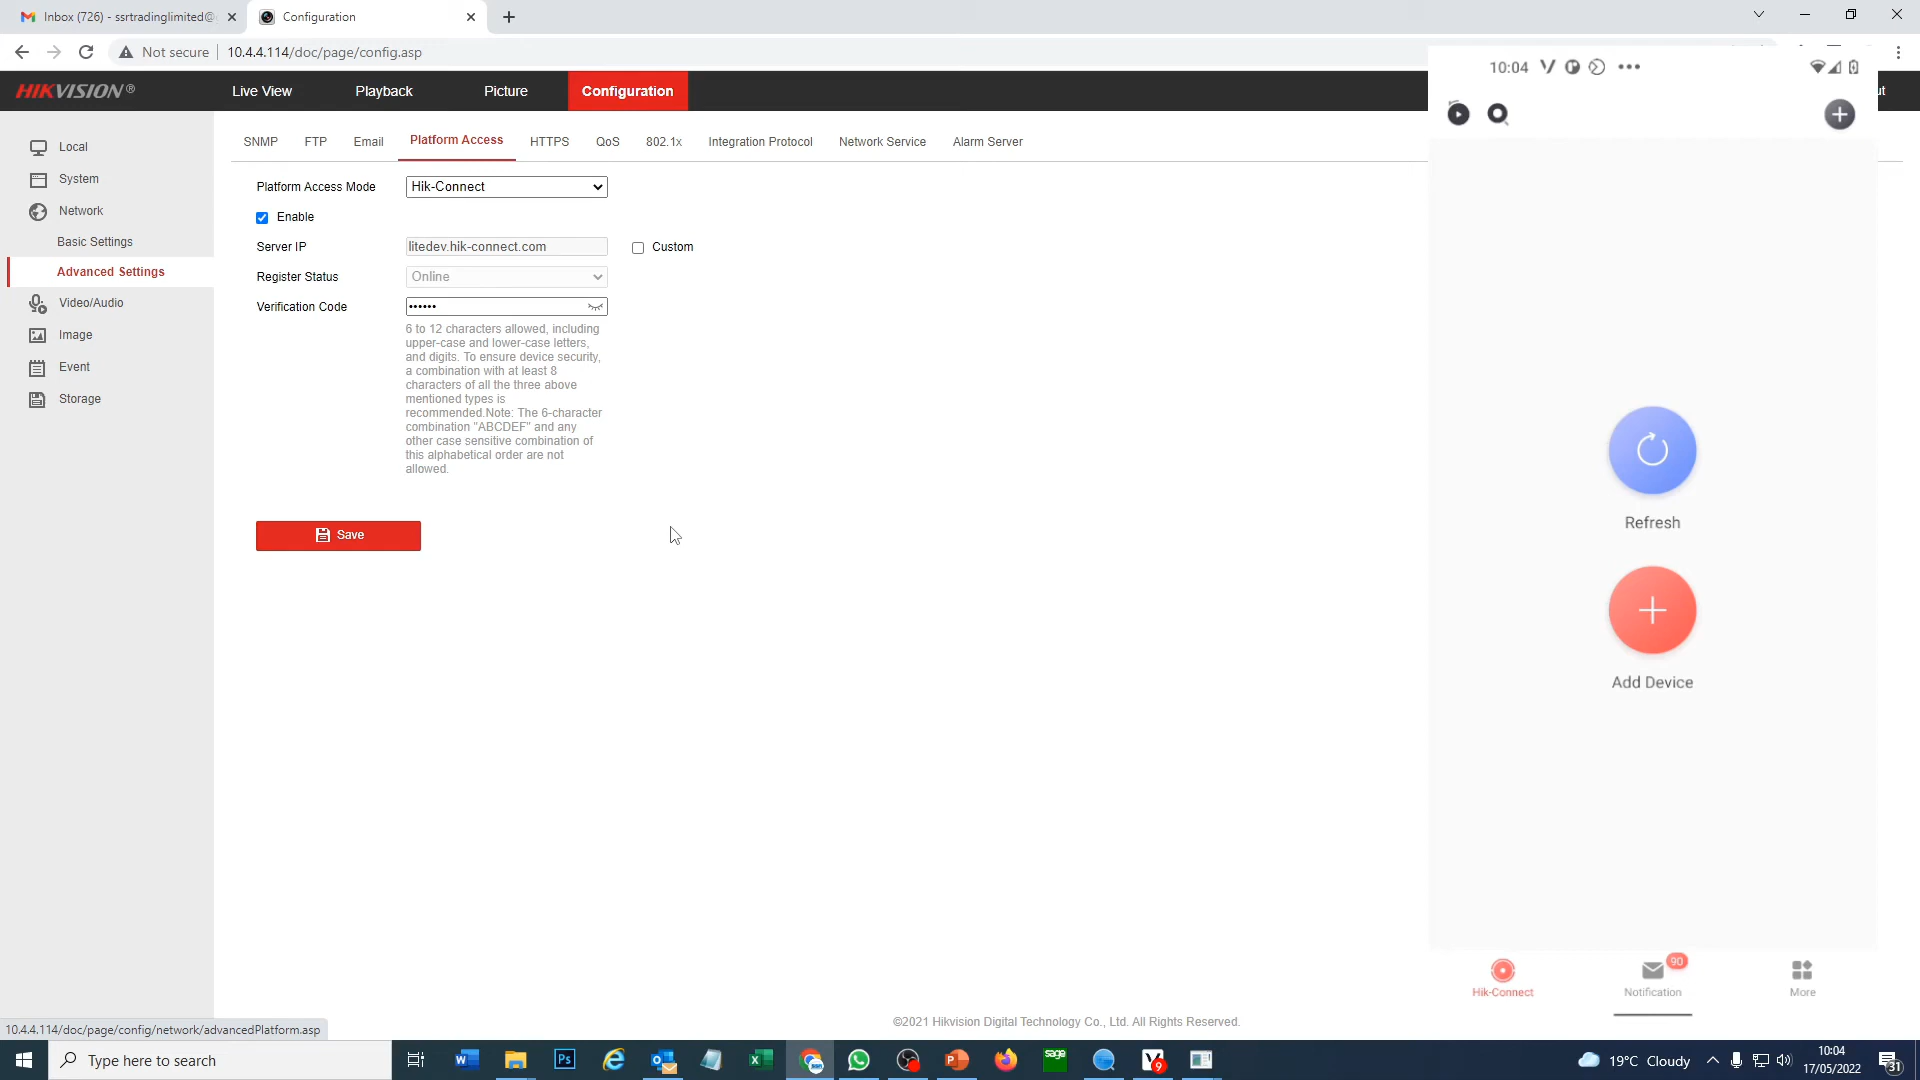 Inbox (726) - ssrtradinglimited@
Configuration
Not secure
10.4.4.114/doc/page/config.asp
10:04
HIKVISION®
Live View
Playback
Picture
Configuration
ut
Local
System
Network
Basic Settings
Advanced Settings
Video/Audio
Image
Event
Storage
SNMP
FTP
Email
Platform Access
HTTPS
QoS
802.1x
Integration Protocol
Network Service
Alarm Server
Platform Access Mode
Hik-Connect
Enable
Server IP
litedev.hik-connect.com
Custom
Register Status
Online
Verification Code
••••••
6 to 12 characters allowed, including
upper-case and lower-case letters,
and digits. To ensure device security,
a combination with at least 8
characters of all the three above
mentioned types is
recommended.Note: The 6-character
combination "ABCDEF" and any
other case sensitive combination of
this alphabetical order are not
allowed.
Save
Refresh
Add Device
Hik-Connect
90
Notification
More
©2021 Hikvision Digital Technology Co., Ltd. All Rights Reserved.
10.4.4.114/doc/page/config/network/advancedPlatform.asp
Type here to search
Ps
sage
9
19°C Cloudy
10:04
17/05/2022
31